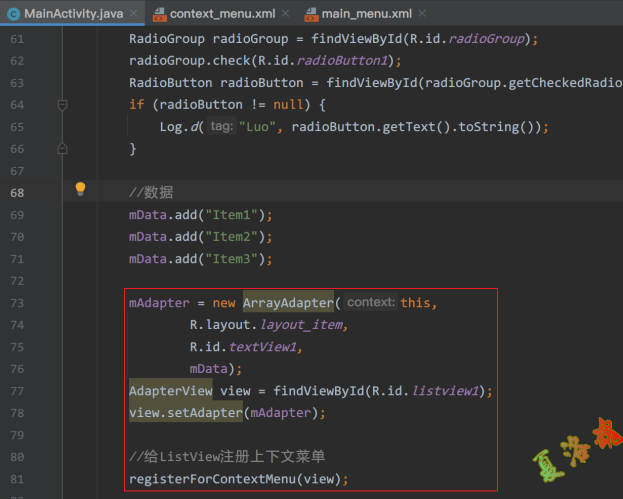 MainActivity.java context_menu.xml main_menu.xml
61 RadioGroup radioGroup = findViewById(R.id.radioGroup);
62 radioGroup.check(R.id.radioButton1);
63 RadioButton radioButton = findViewById(radioGroup.getCheckedRadio
64 if (radioButton != null) {
65 Log.d( tag: "Luo", radioButton.getText().toString());
66 }
67
68 //数据
69 mData.add("Item1");
70 mData.add("Item2");
71 mData.add("Item3");
72
73 mAdapter = new ArrayAdapter( context: this,
74 R.layout.layout_item,
75 R.id.textView1,
76 mData);
77 AdapterView view = findViewById(R.id.listview1);
78 view.setAdapter(mAdapter);
79
80 //给ListView注册上下文菜单
81 registerForContextMenu(view);